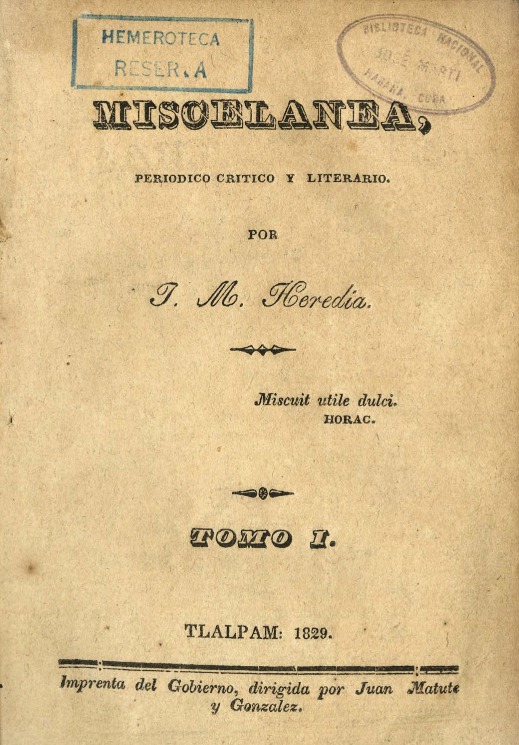 HEMEROTECA
RESERVA
BIBLIOTECA NACIONAL
JOSÉ MARTI
HABANA, CUBA
MISCELANEA,
PERIODICO CRITICO Y LITERARIO.
POR
J. M. Heredia.
Miscuit utile dulci.
HORAC.
TOMO I.
TLALPAM: 1829.
Imprenta del Gobierno, dirigida por Juan Matute
y Gonzalez.